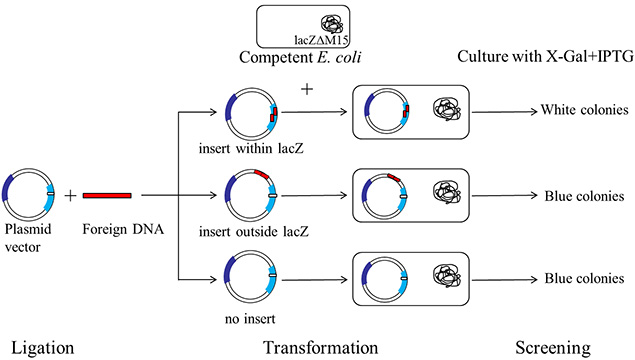 lacZΔM15
Competent E. coli
Culture with X-Gal+IPTG
+
White colonies
insert within lacZ
+
Plasmid
vector
Foreign DNA
insert outside lacZ
Blue colonies
Blue colonies
no insert
Ligation
Transformation
Screening